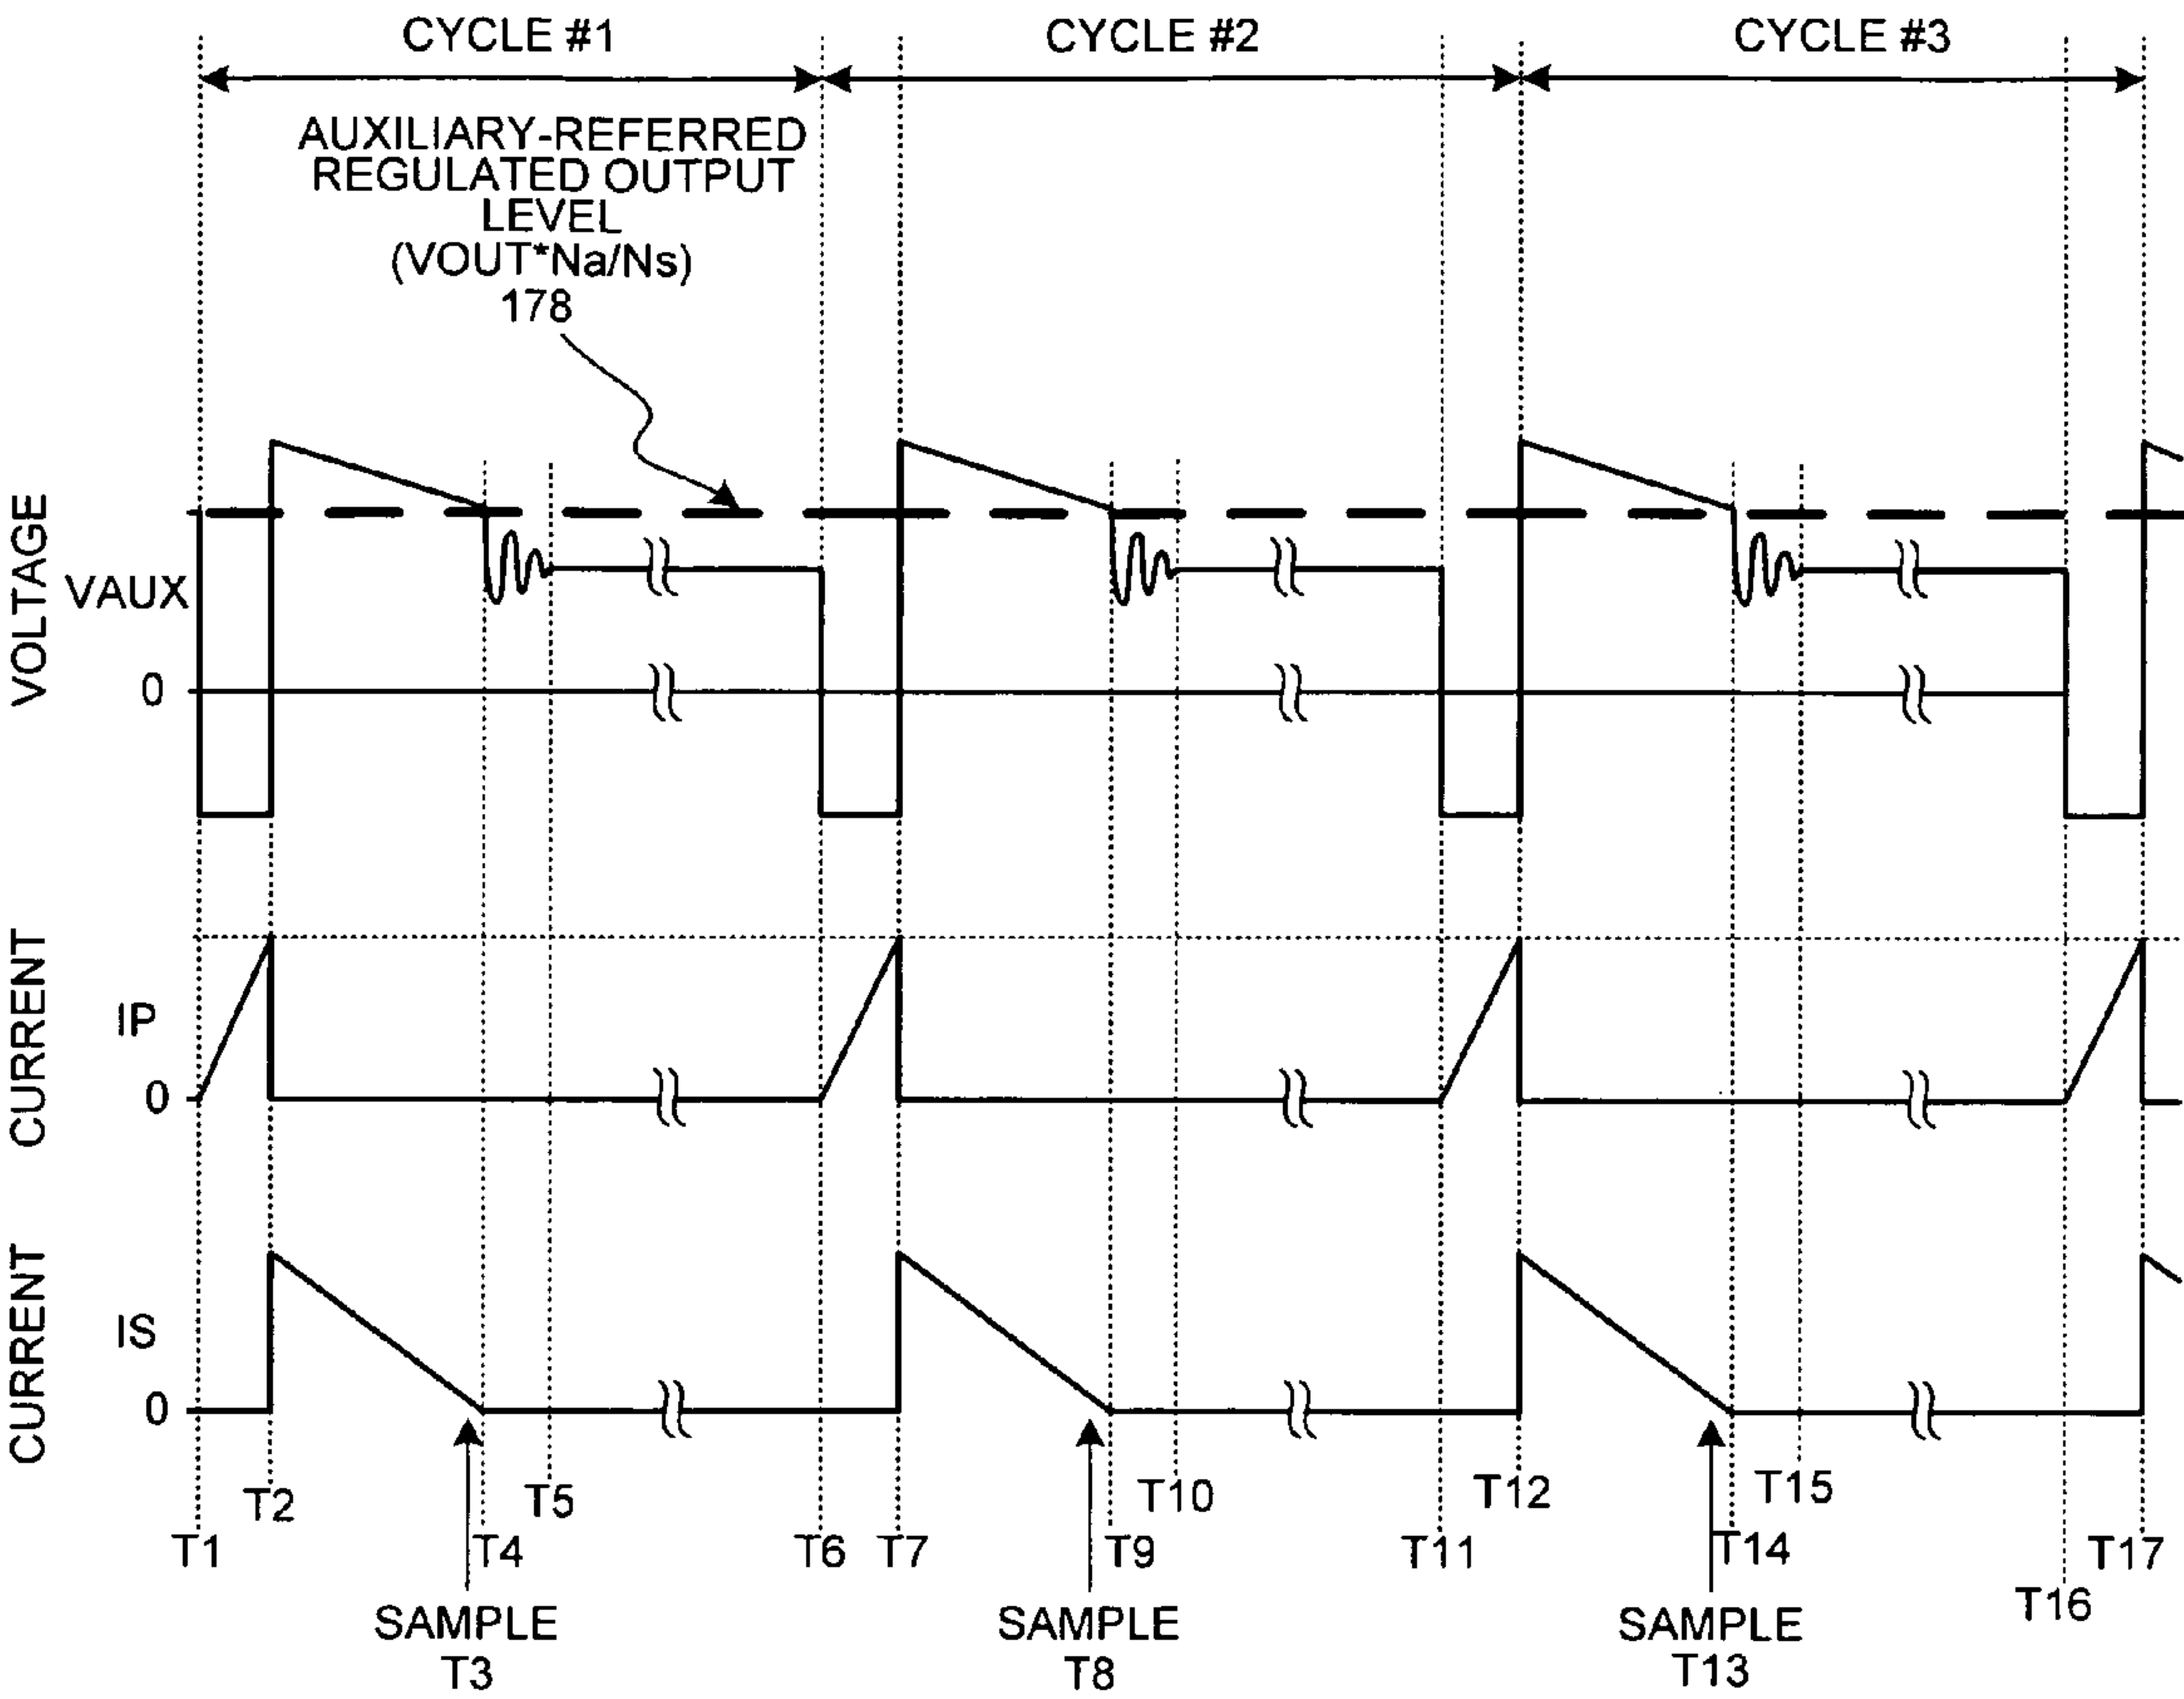 CYCLE #1
CYCLE #2
CYCLE #3
AUXILIARY-REFERRED
REGULATED OUTPUT
LEVEL
(VOUT*Na/Ns)
178
VOLTAGE
VAUX
0
CURRENT
IP
0
CURRENT
IS
0
T1
T2
T4
T5
T6
T7
T9
T10
T11
T12
T14
T15
T16
T17
SAMPLE
T3
SAMPLE
T8
SAMPLE
T13